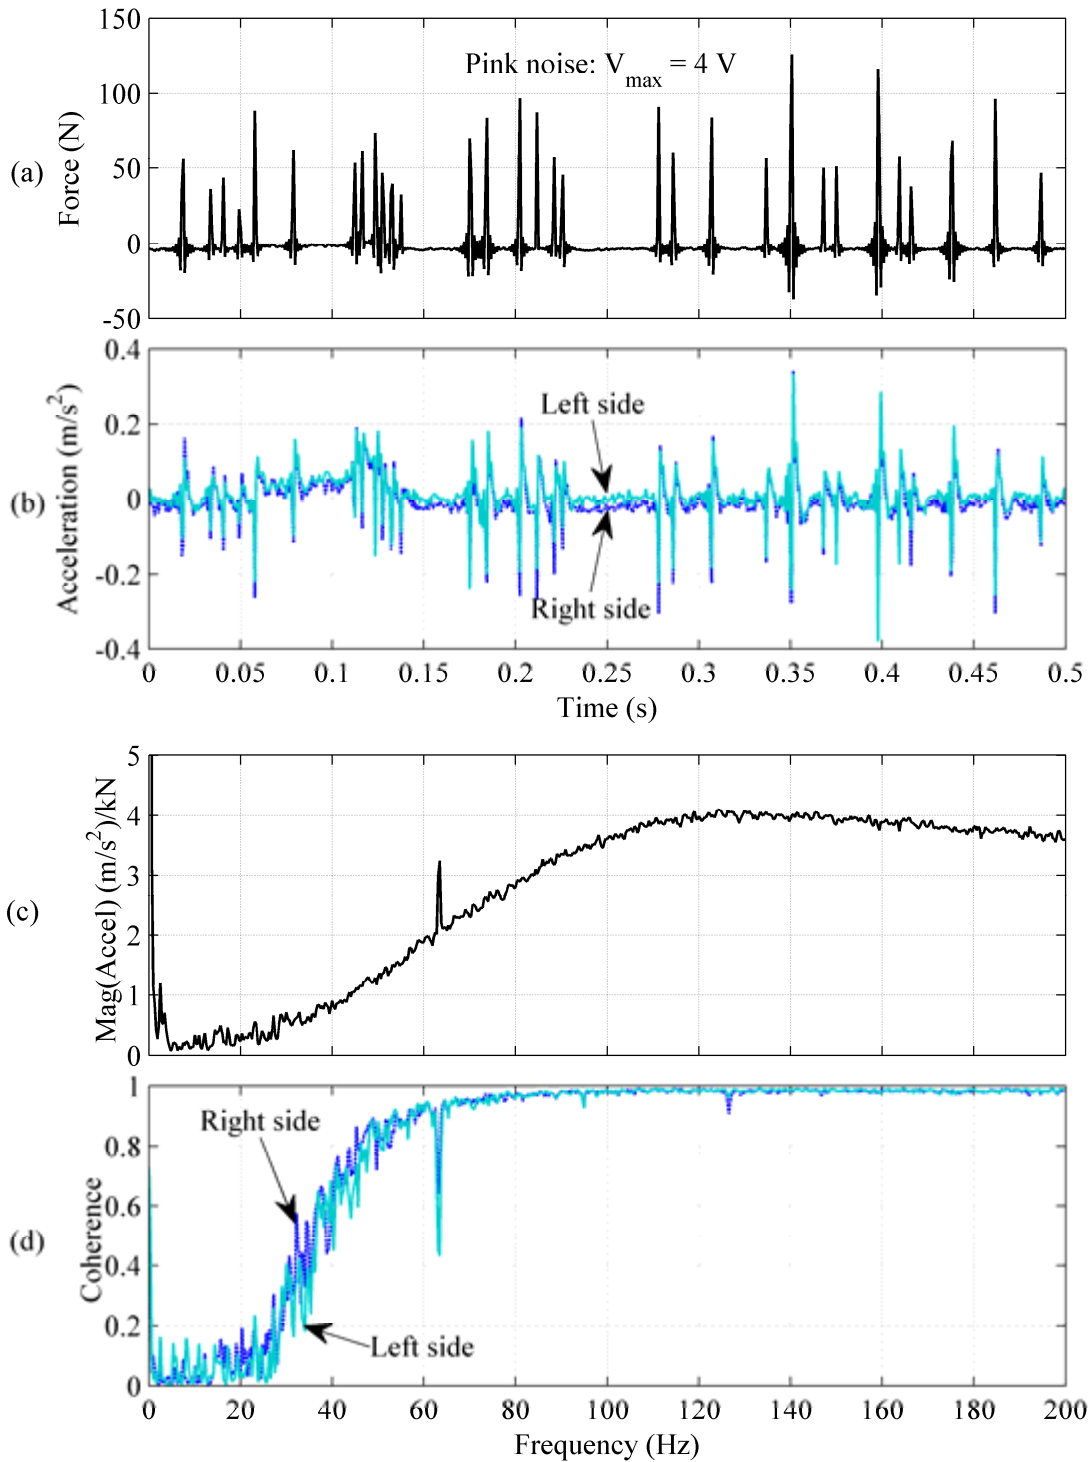 150
Pink noise: Vmax = 4 V
100
(a)
Force (N)
50
0
-50
0.4
Left side
0.2
(b)
Acceleration (m/s2)
0
-0.2
Right side
-0.4
0 0.05 0.1 0.15 0.2 0.25 0.3 0.35 0.4 0.45 0.5
Time (s)
5
4
3
(c)
Mag(Accel) (m/s2)/kN
2
1
0
1
Right side
0.8
0.6
(d)
Coherence
0.4
0.2
Left side
0
0 20 40 60 80 100 120 140 160 180 200
Frequency (Hz)